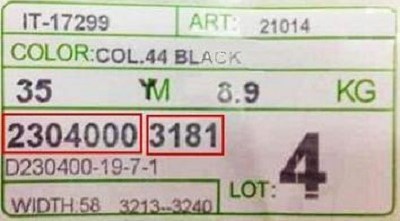 IT-17299 ART: 21014
COLOR:COL.44 BLACK
35 YM 8.9 KG
2304000 3181
D230400-19-7-1
LOT: 4
WIDTH:58 3213--3240